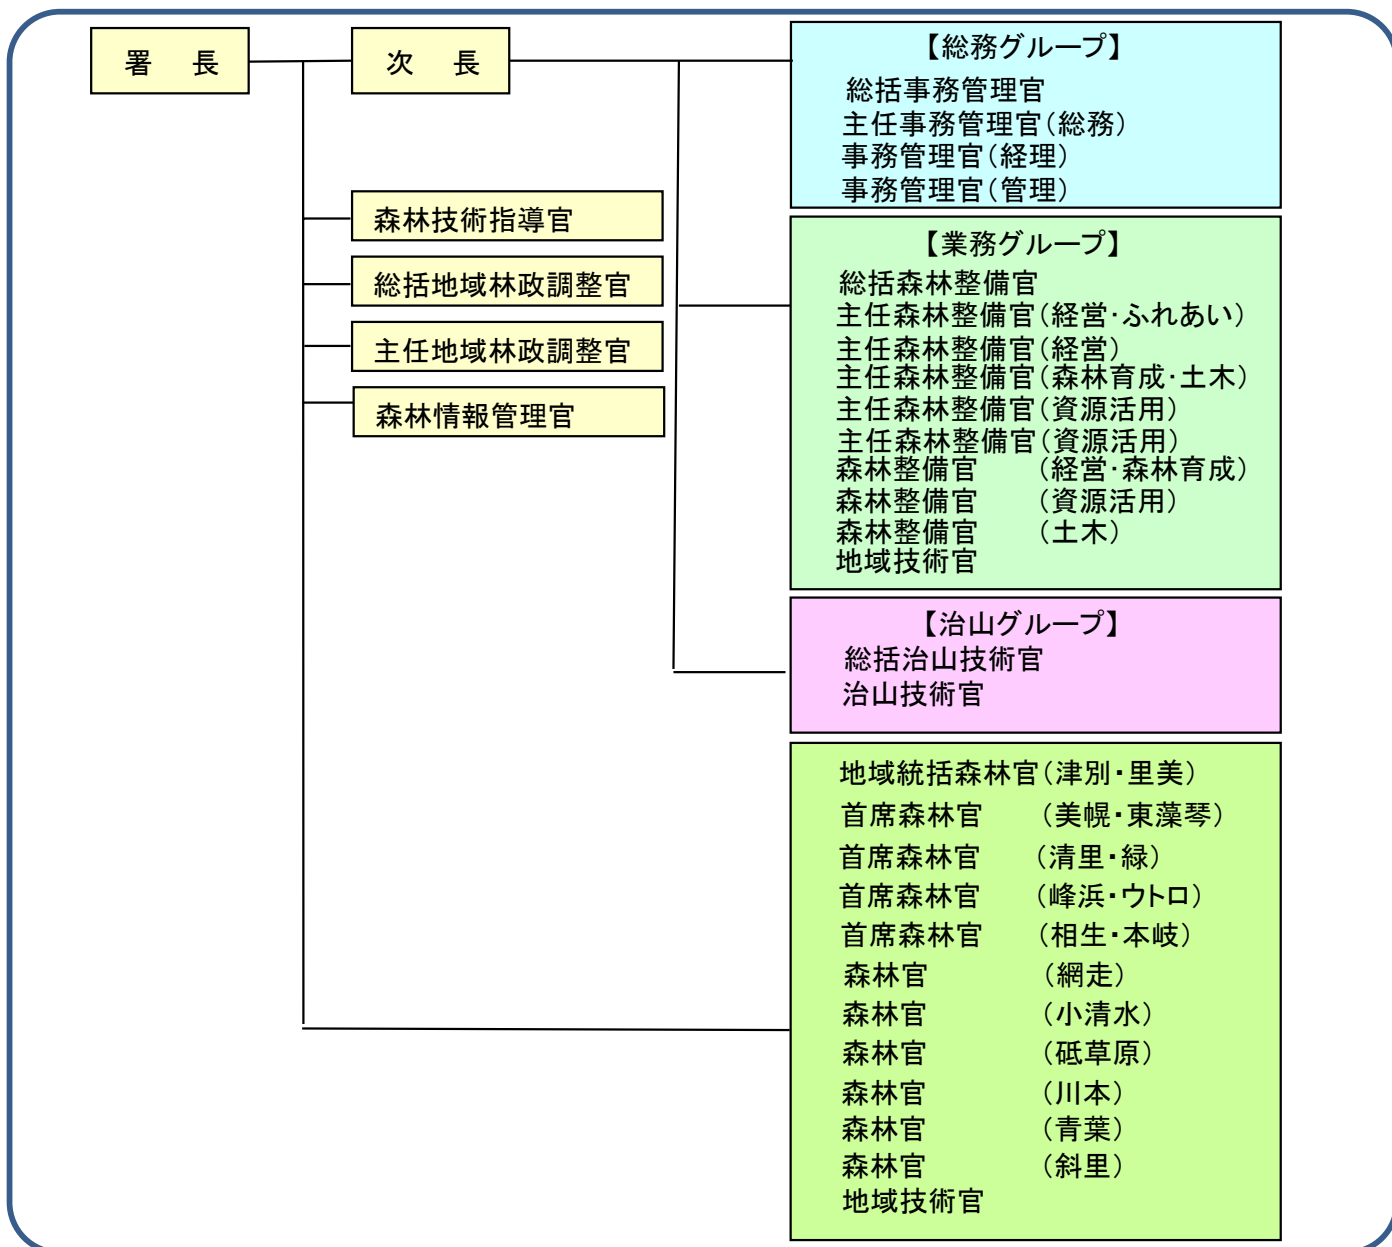 署　長
次　長
森林技術指導官
総括地域林政調整官
主任地域林政調整官
森林情報管理官
【総務グループ】
総括事務管理官
主任事務管理官（総務）
事務管理官（経理）
事務管理官（管理）
【業務グループ】
総括森林整備官
主任森林整備官（経営・ふれあい）
主任森林整備官（経営）
主任森林整備官（森林育成・土木）
主任森林整備官（資源活用）
主任森林整備官（資源活用）
森林整備官　　（経営・森林育成）
森林整備官　　（資源活用）
森林整備官　　（土木）
地域技術官
【治山グループ】
総括治山技術官
治山技術官
地域統括森林官（津別・里美）
首席森林官　　（美幌・東藻琴）
首席森林官　　（清里・緑）
首席森林官　　（峰浜・ウトロ）
首席森林官　　（相生・本岐）
森林官　　　　（網走）
森林官　　　　（小清水）
森林官　　　　（砥草原）
森林官　　　　（川本）
森林官　　　　（青葉）
森林官　　　　（斜里）
地域技術官